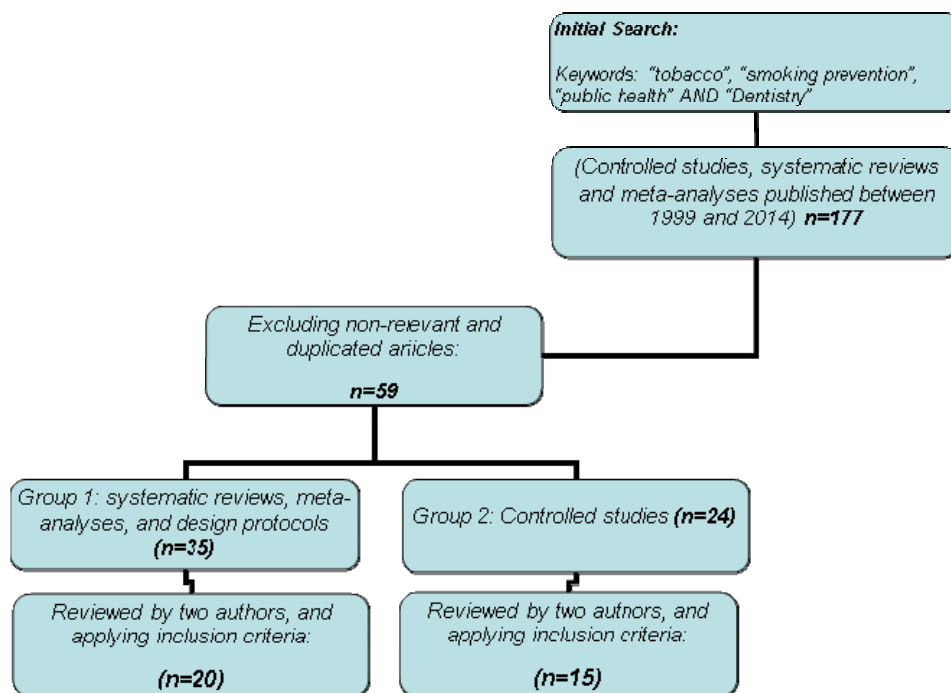 Initial Search:
Keywords: "tobacco", "smoking prevention",
"public health" AND "Dentistry"
(Controlled studies, systematic reviews
and meta-analyses published between
1999 and 2014) n=177
Excluding non-relevant and
duplicated articles:
n=59
Group 1: systematic reviews, meta-
analyses, and design protocols
(n=35)
Group 2: Controlled studies (n=24)
Reviewed by two authors, and
applying inclusion criteria:
(n=20)
Reviewed by two authors, and
applying inclusion criteria:
(n=15)